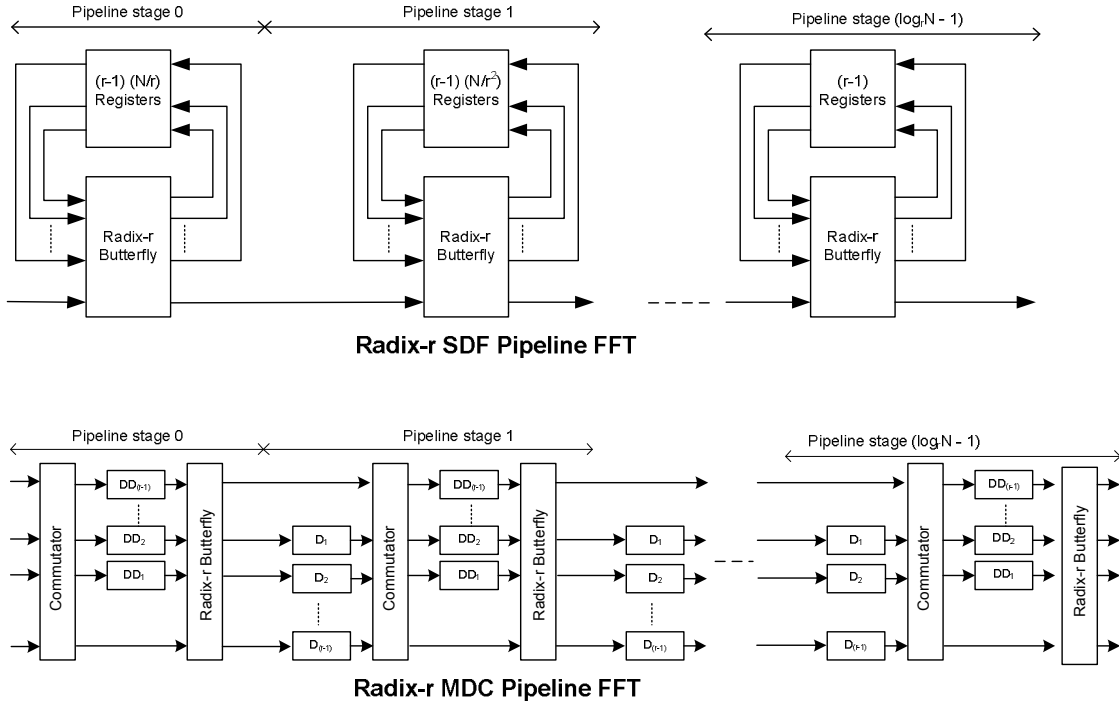 Pipeline stage 0
Pipeline stage 1
Pipeline stage (logrN - 1)
(r-1) (N/r)
Registers
(r-1) (N/r²)
Registers
(r-1)
Registers
Radix-r
Butterfly
Radix-r
Butterfly
Radix-r
Butterfly
Radix-r SDF Pipeline FFT
Pipeline stage 0
Pipeline stage 1
Pipeline stage (logrN - 1)
Commutator
DD(r-1)
DD2
DD1
Radix-r Butterfly
D1
D2
D(r-1)
Commutator
DD(r-1)
DD2
DD1
Radix-r Butterfly
D1
D2
D(r-1)
D1
D2
D(r-1)
Commutator
DD(r-1)
DD2
DD1
Radix-r Butterfly
Radix-r MDC Pipeline FFT